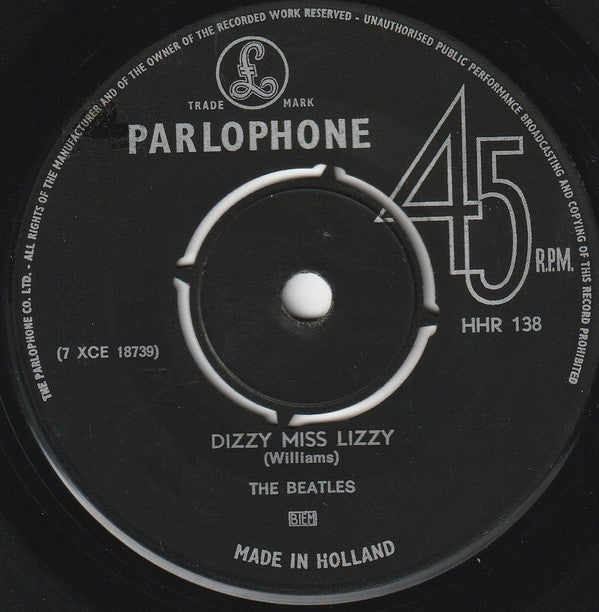 THE PARLOPHONE CO. LTD. - ALL RIGHTS OF THE MANUFACTURER AND OF THE OWNER OF THE RECORDED WORK RESERVED - UNAUTHORISED PUBLIC PERFORMANCE BROADCASTING AND COPYING OF THIS RECORD PROHIBITED
£
TRADE MARK
PARLOPHONE
45
R.P.M.
HHR 138
(7 XCE 18739)
DIZZY MISS LIZZY
(Williams)
THE BEATLES
BIEM
MADE IN HOLLAND